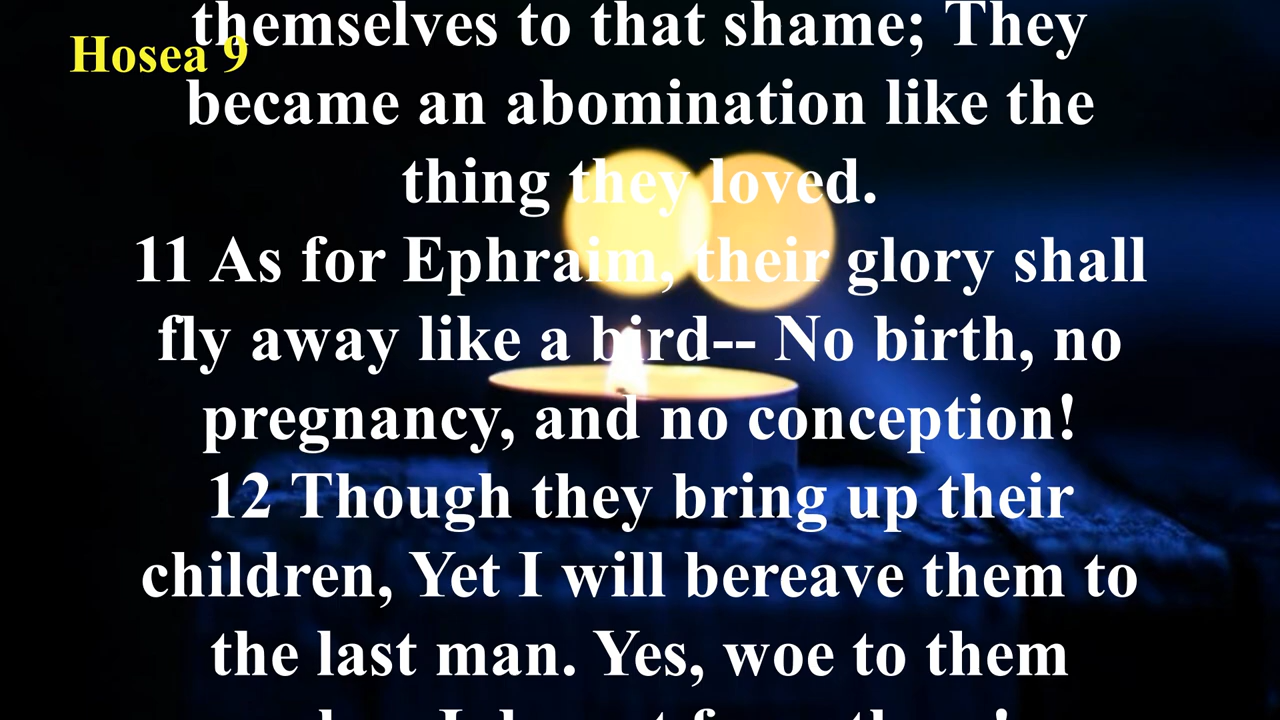 themselves to that shame; They
Hosea 9
became an abomination like the
thing they loved.
11 As for Ephraim, their glory shall
fly away like a bird-- No birth, no
pregnancy, and no conception!
12 Though they bring up their
children, Yet I will bereave them to
the last man. Yes, woe to them